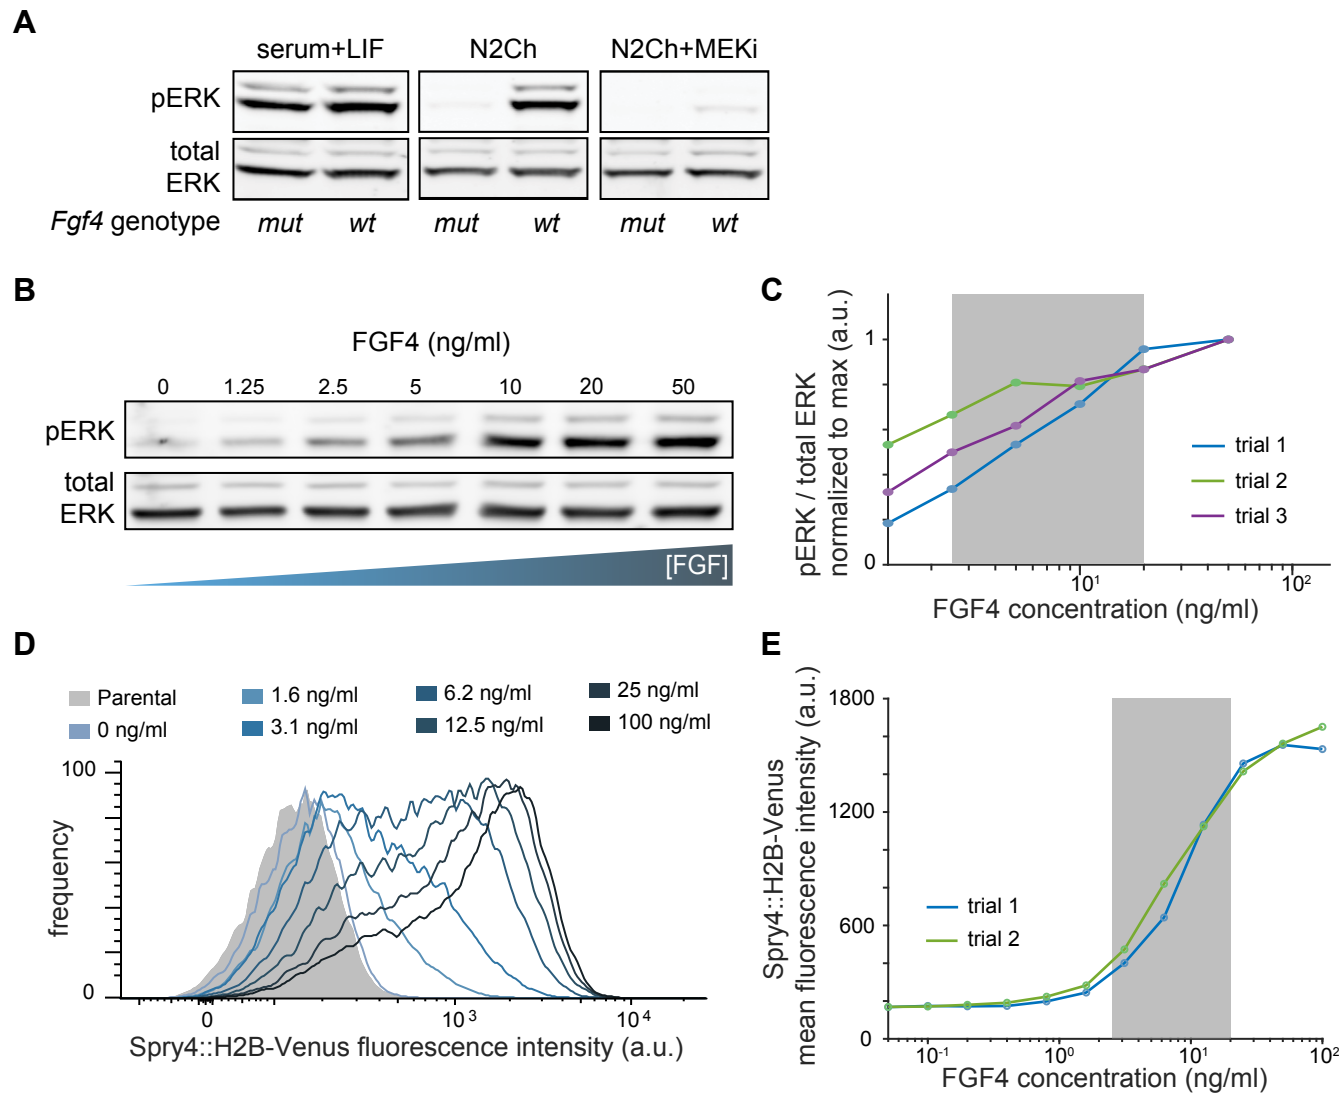 A
serum+LIF N2Ch N2Ch+MEKi
pERK
total
ERK
Fgf4 genotype mut wt mut wt mut wt
B
FGF4 (ng/ml)
0 1.25 2.5 5 10 20 50
pERK
total
ERK
[FGF]
C
pERK / total ERK
normalized to max (a.u.)
1
0
trial 1
trial 2
trial 3
10¹ 10²
FGF4 concentration (ng/ml)
D
Parental 1.6 ng/ml 6.2 ng/ml 25 ng/ml
0 ng/ml 3.1 ng/ml 12.5 ng/ml 100 ng/ml
frequency
100
0
0 10³ 10⁴
Spry4::H2B-Venus fluorescence intensity (a.u.)
E
Spry4::H2B-Venus
mean fluorescence intensity (a.u.)
1800
1200
600
0
trial 1
trial 2
10⁻¹ 10⁰ 10¹ 10²
FGF4 concentration (ng/ml)